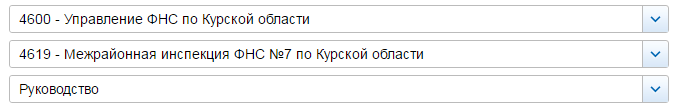 4600 - Управление ФНС по Курской области
4619 - Межрайонная инспекция ФНС №7 по Курской области
Руководство